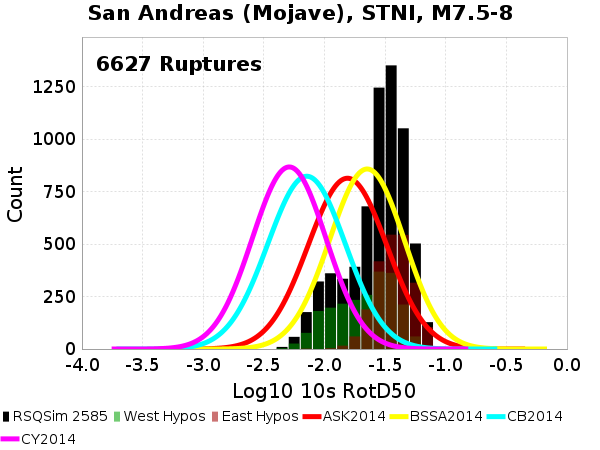 San Andreas (Mojave), STNI, M7.5-8
6627 Ruptures
Count
1250
1000
750
500
250
0
-4.0 -3.5 -3.0 -2.5 -2.0 -1.5 -1.0 -0.5 0.0
Log10 10s RotD50
RSQSim 2585 West Hypos East Hypos ASK2014 BSSA2014 CB2014
CY2014